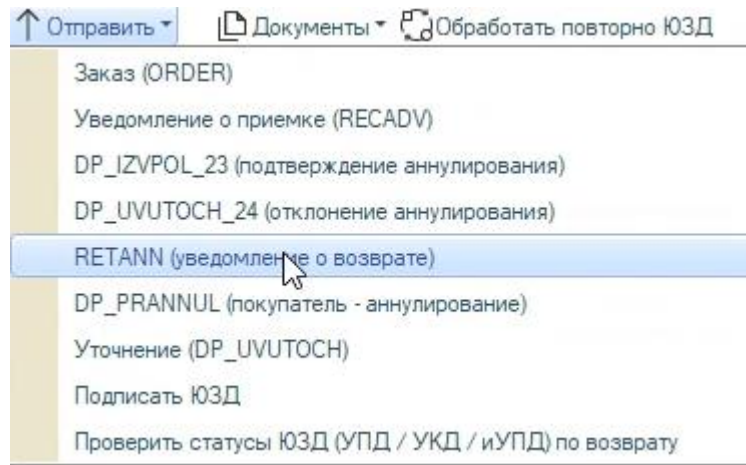 Отправить Документы Обработать повторно ЮЗД
Заказ (ORDER)
Уведомление о приемке (RECADV)
DP_IZVPOL_23 (подтверждение аннулирования)
DP_UVUTOCH_24 (отклонение аннулирования)
RETANN (уведомление о возврате)
DP_PRANNUL (покупатель - аннулирование)
Уточнение (DP_UVUTOCH)
Подписать ЮЗД
Проверить статусы ЮЗД (УПД / УКД / иУПД) по возврату